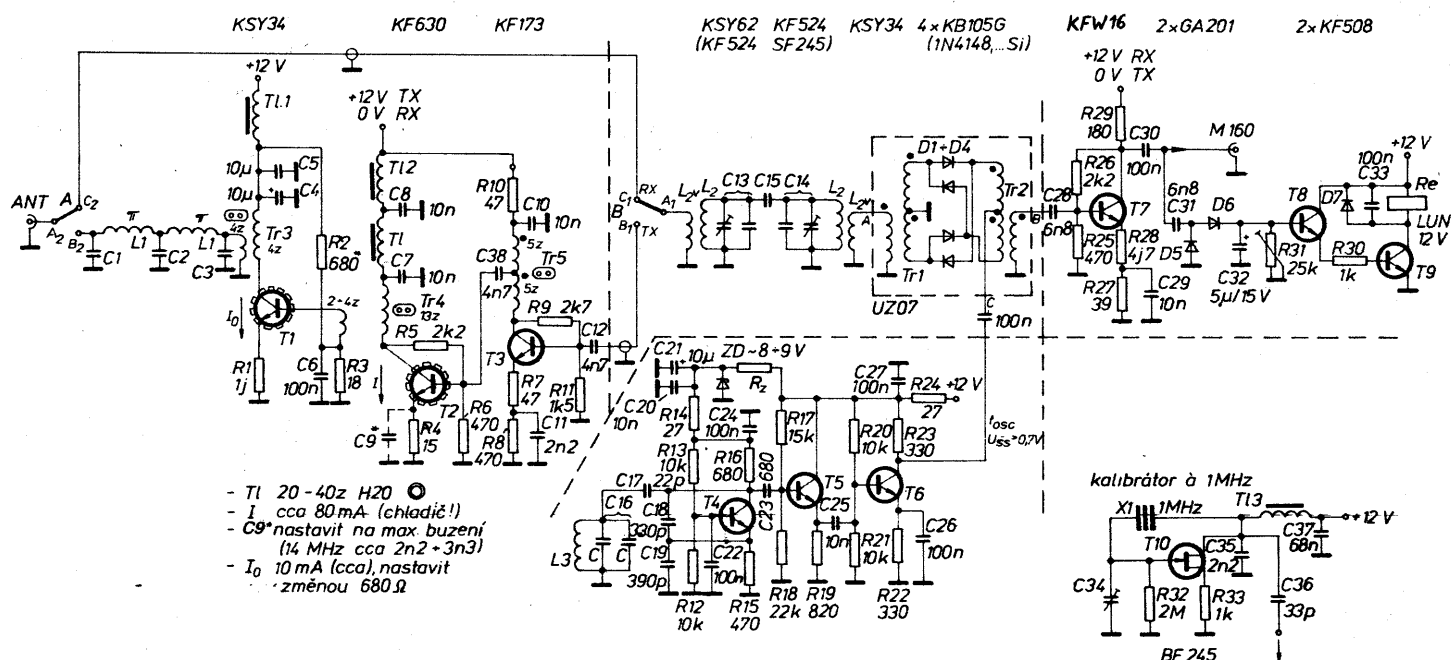 KSY34 KF630 KF173 KSY62 KF524 KSY34 4×KB105G KFW16 2×GA201 2×KF508
(KF524 SF245) (1N4148,...Si)
+12 V
Tl.1
+12V TX
0V RX
+12 V RX
0 V TX
R29
180
C30
100n
M 160
+12 V
100n
C33
Re
LUN
12 V
D7
T8
T9
R30
1k
10µ
C5
10µ
C4
Tl2
C8
10n
Tl
C7
10n
R10
47
C10
10n
5z
Tr5
5z
C38
4n7
ANT
A
C2
A2
B2
C1
π
L1
C2
π
L1
C3
4z
Tr3
4z
R2
680*
Tr4
13z
R5 2k2
R9 2k7
C12
4n7
T3
C1
RX
B
B1
TX
A1
L2*
L2
C13
C15
C14
L2
L2*
A
D1÷D4
Tr2
Tr1
UZ07
B
C
100n
C28
6n8
R26
2k2
R25
470
T7
R28
4j7
R27
39
C29
10n
6n8
C31
D5
D6
C32
5µ/15 V
R31
25k
I0
T1
2÷4z
R1
1j
C6
100n
R3
18
I
T2
C9*
R4
15
R6
470
R7
47
R8
470
R11
1k5
C11
2n2
C21
10µ
ZD~8÷9 V
Rz
C20
10n
R14
27
C24
100n
R13
10k
R16
680
R17
15k
C27
100n
R24
27
+12 V
R20
10k
R23
330
fosc
Uss>0,7V
C17
22p
C16
C18
330p
C
C
L3
C19
390p
T4
C22
100n
C23
680
T5
C25
10n
T6
C26
100n
R21
10k
R12
10k
R15
470
R18
22k
R19
820
R22
330
- Tl 20-40z H20
- I cca 80 mA (chladič!)
- C9* nastavit na max. buzení
(14 MHz cca 2n2÷3n3)
- I0 10 mA (cca), nastavit
změnou 680 Ω
kalibrátor à 1MHz
X1
1MHz
Tl3
+12 V
C37
68n
T10
C35
2n2
C34
R32
2M
R33
1k
C36
33p
BF 245